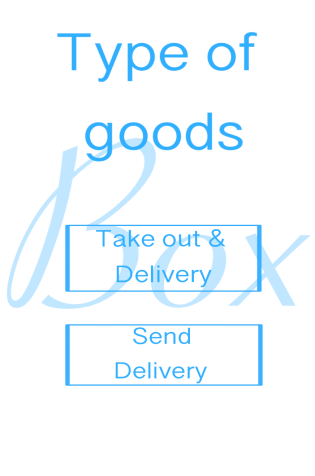 Type of
goods
Box
Take out &
Delivery
Send
Delivery